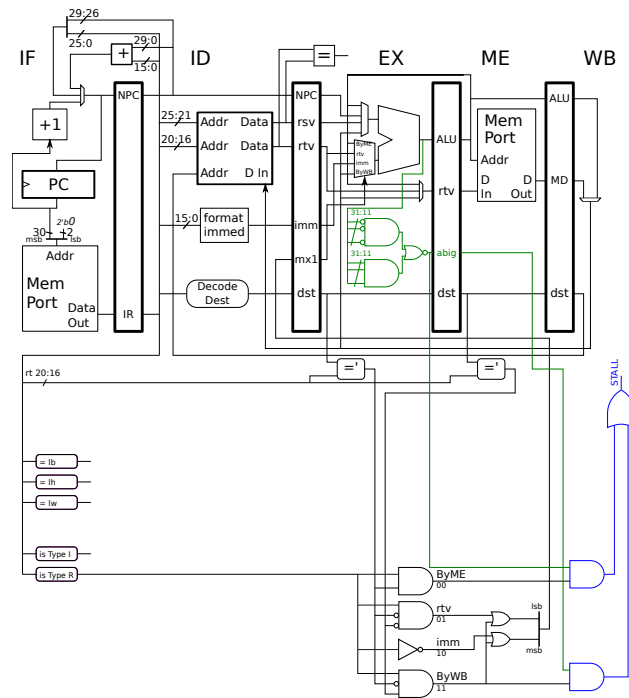 29:26
IF
25:0
29:0
+
15:0
ID
=
EX
ME
WB
NPC
NPC
ALU
+1
25:21
Addr
Data
rsv
Mem
Port
20:16
Addr
Data
rtv
ByME
rtv
imm
ByWB
ALU
Addr
PC
Addr
D In
rtv
D
In
D
Out
MD
2'b0
30
2
msb
lsb
15:0
format
immed
imm
31:11
Addr
Mem
Port
mx1
31:11
abig
Data
Out
IR
Decode
Dest
dst
dst
dst
rt 20:16
='
='
STALL
= lb
= lh
= lw
is Type I
is Type R
ByME
00
rtv
01
lsb
imm
10
msb
ByWB
11